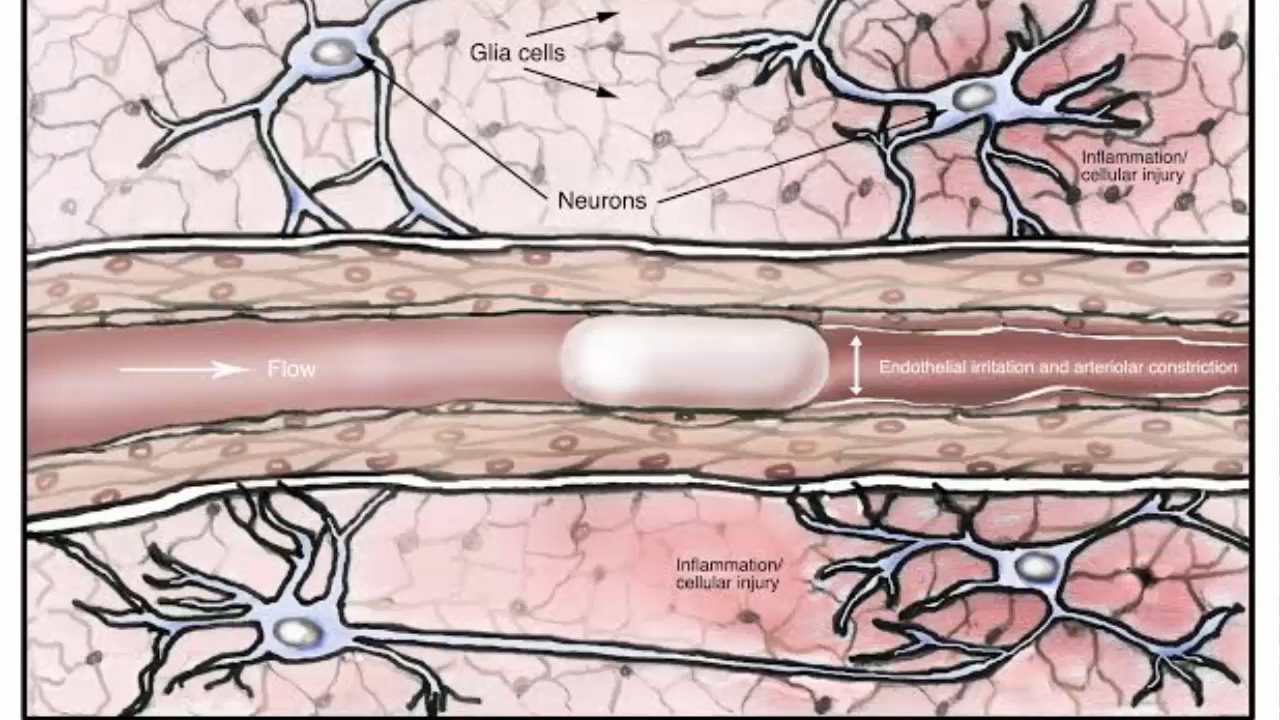 Glia cells
Inflammation/
cellular injury
Neurons
Flow
Endothelial irritation and arteriolar constriction
Inflammation/
cellular injury